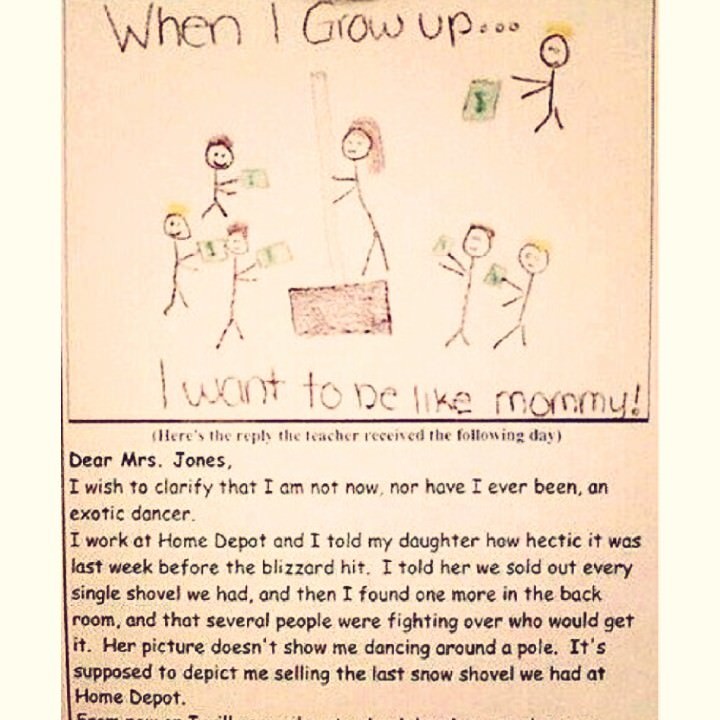 When I Grow up...
I want to be like mommy!
(Here's the reply the teacher received the following day)
Dear Mrs. Jones,
I wish to clarify that I am not now, nor have I ever been, an
exotic dancer.
I work at Home Depot and I told my daughter how hectic it was
last week before the blizzard hit. I told her we sold out every
single shovel we had, and then I found one more in the back
room, and that several people were fighting over who would get
it. Her picture doesn't show me dancing around a pole. It's
supposed to depict me selling the last snow shovel we had at
Home Depot.
From now on I will